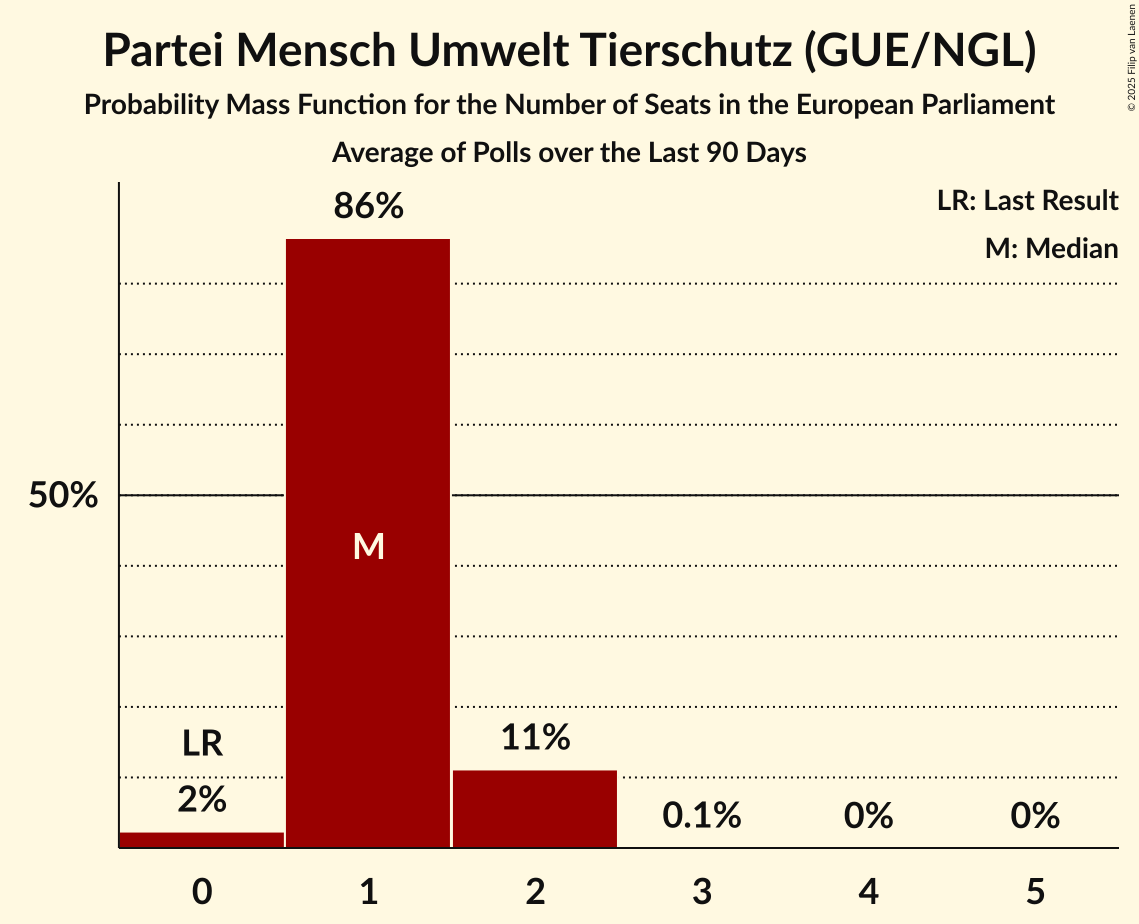 Partei Mensch Umwelt Tierschutz (GUE/NGL)
Probability Mass Function for the Number of Seats in the European Parliament
Average of Polls over the Last 90 Days
© 2025 Filip van Laenen
LR: Last Result
M: Median
86%
50%
M
LR
2%
11%
0.1%
0%
0%
0 1 2 3 4 5